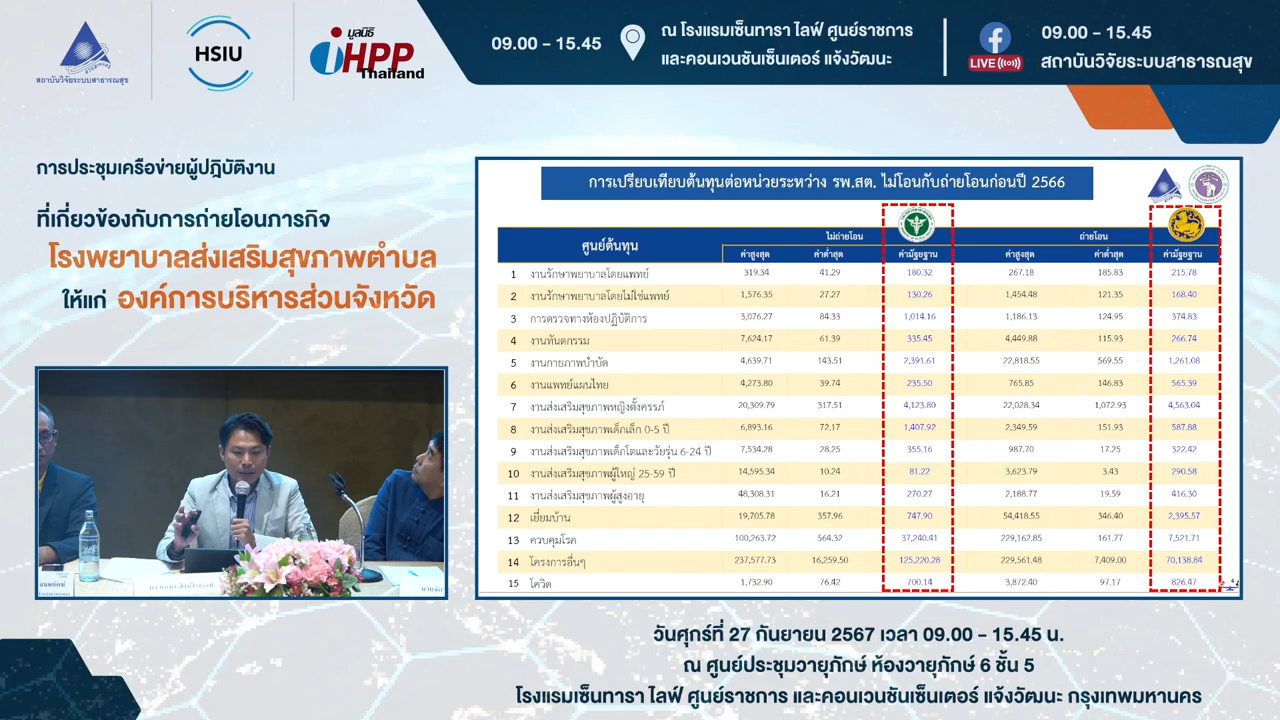 สถาบันวิจัยระบบสาธารณสุข
HSIU
มูลนิธิ
iHPP
Thailand
09.00 - 15.45
ณ โรงแรมเซ็นทารา ไลฟ์ ศูนย์ราชการ
และคอนเวนชันเซ็นเตอร์ แจ้งวัฒนะ
LIVE
09.00 - 15.45
สถาบันวิจัยระบบสาธารณสุข
การประชุมเครือข่ายผู้ปฏิบัติงาน
ที่เกี่ยวข้องกับการถ่ายโอนภารกิจ
โรงพยาบาลส่งเสริมสุขภาพตำบล
ให้แก่ องค์การบริหารส่วนจังหวัด
การเปรียบเทียบต้นทุนต่อหน่วยระหว่าง รพ.สต. ไม่โอนกับถ่ายโอนก่อนปี 2566
ศูนย์ต้นทุน ไม่ถ่ายโอน ถ่ายโอน
ค่าสูงสุด ค่าต่ำสุด ค่ามัธยฐาน ค่าสูงสุด ค่าต่ำสุด ค่ามัธยฐาน
1 งานรักษาพยาบาลโดยแพทย์ 319.34 41.29 180.32 267.18 185.83 215.78
2 งานรักษาพยาบาลโดยไม่ใช่แพทย์ 1,576.35 27.27 130.26 1,454.48 121.35 168.40
3 การตรวจทางห้องปฏิบัติการ 3,076.27 84.33 1,014.16 1,186.13 124.95 374.83
4 งานทันตกรรม 7,624.17 61.39 335.45 4,449.88 115.93 266.74
5 งานกายภาพบำบัด 4,639.71 143.51 2,391.61 22,818.55 569.55 1,261.08
6 งานแพทย์แผนไทย 4,273.80 39.74 235.50 765.85 146.83 565.39
7 งานส่งเสริมสุขภาพหญิงตั้งครรภ์ 20,309.79 317.51 4,123.80 22,028.34 1,072.93 4,563.04
8 งานส่งเสริมสุขภาพเด็กเล็ก 0-5 ปี 6,893.16 72.17 1,407.92 2,349.59 151.93 587.88
9 งานส่งเสริมสุขภาพเด็กโตและวัยรุ่น 6-24 ปี 7,534.28 28.25 355.16 987.70 17.25 322.42
10 งานส่งเสริมสุขภาพผู้ใหญ่ 25-59 ปี 14,595.34 10.24 81.22 3,623.79 3.43 290.58
11 งานส่งเสริมสุขภาพผู้สูงอายุ 48,308.31 16.21 270.27 2,188.77 19.59 416.30
12 เยี่ยมบ้าน 19,705.78 357.96 747.90 54,418.55 346.40 2,395.57
13 ควบคุมโรค 100,263.72 564.32 37,240.41 229,162.85 161.77 7,521.71
14 โครงการอื่นๆ 237,577.73 16,259.50 125,220.28 229,561.48 7,409.00 70,138.84
15 โควิด 1,732.90 76.42 700.14 3,872.40 97.17 826.47
วันศุกร์ที่ 27 กันยายน 2567 เวลา 09.00 - 15.45 น.
ณ ศูนย์ประชุมวายุภักษ์ ห้องวายุภักษ์ 6 ชั้น 5
โรงแรมเซ็นทารา ไลฟ์ ศูนย์ราชการ และคอนเวนชันเซ็นเตอร์ แจ้งวัฒนะ กรุงเทพมหานคร